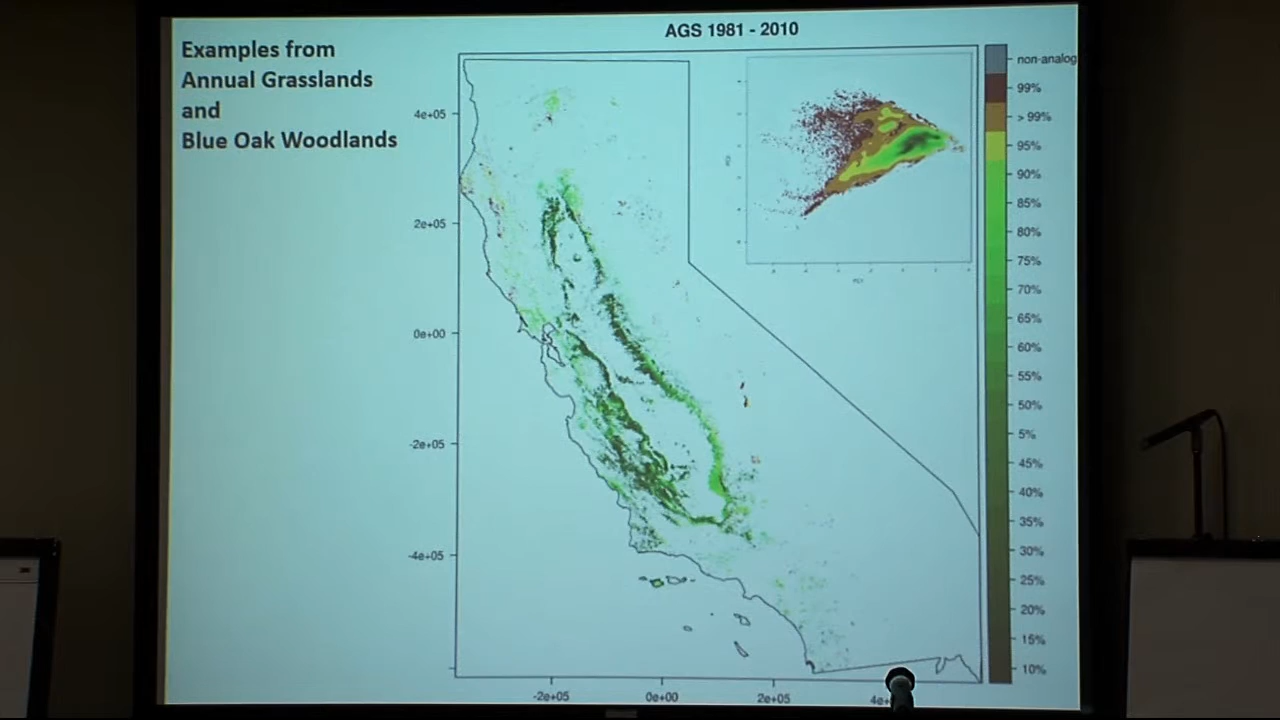 Examples from
Annual Grasslands
and
Blue Oak Woodlands
AGS 1981 - 2010
4e+05
2e+05
0e+00
-2e+05
-4e+05
-2e+05
0e+00
2e+05
non-analog
99%
> 99%
95%
90%
85%
80%
75%
70%
65%
60%
55%
50%
5%
45%
40%
35%
30%
25%
20%
15%
10%